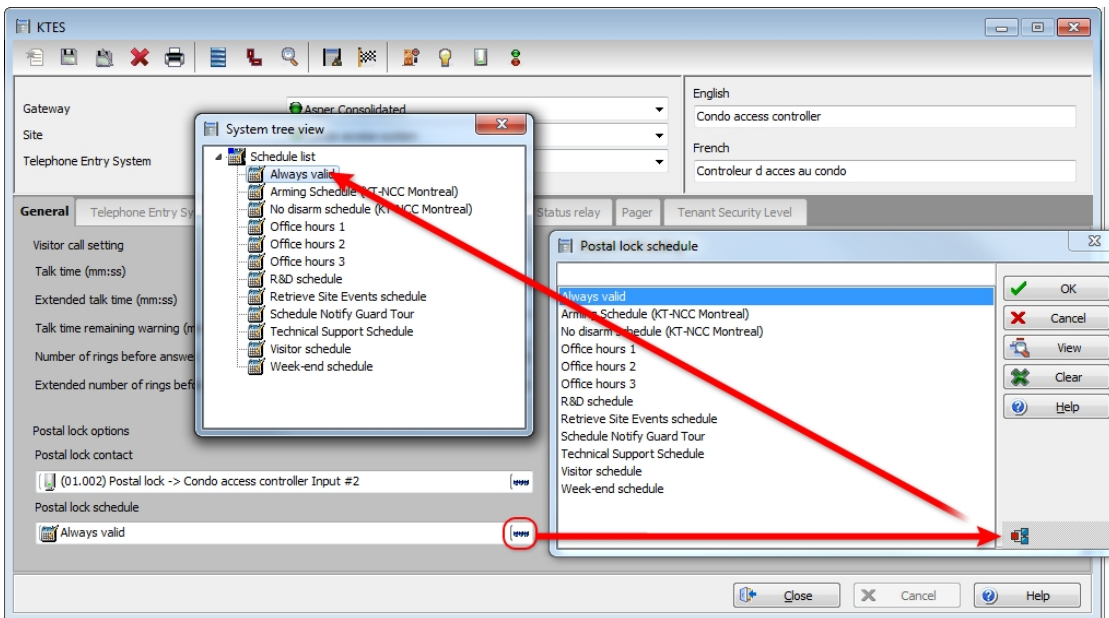 KTES
Gateway
Asper Consolidated
Site
Telephone Entry System
English
Condo access controller
French
Controleur d acces au condo
General
Telephone Entry Sy
Status relay
Pager
Tenant Security Level
Visitor call setting
Talk time (mm:ss)
Extended talk time (mm:ss)
Talk time remaining warning (m
Number of rings before answe
Extended number of rings befo
Postal lock options
Postal lock contact
(01.002) Postal lock -> Condo access controller Input #2
Postal lock schedule
Always valid
System tree view
Schedule list
Always valid
Arming Schedule (KT-NCC Montreal)
No disarm schedule (KT-NCC Montreal)
Office hours 1
Office hours 2
Office hours 3
R&D schedule
Retrieve Site Events schedule
Schedule Notify Guard Tour
Technical Support Schedule
Visitor schedule
Week-end schedule
Postal lock schedule
Always valid
Arming Schedule (KT-NCC Montreal)
No disarm schedule (KT-NCC Montreal)
Office hours 1
Office hours 2
Office hours 3
R&D schedule
Retrieve Site Events schedule
Schedule Notify Guard Tour
Technical Support Schedule
Visitor schedule
Week-end schedule
OK
Cancel
View
Clear
Help
Close
Cancel
Help